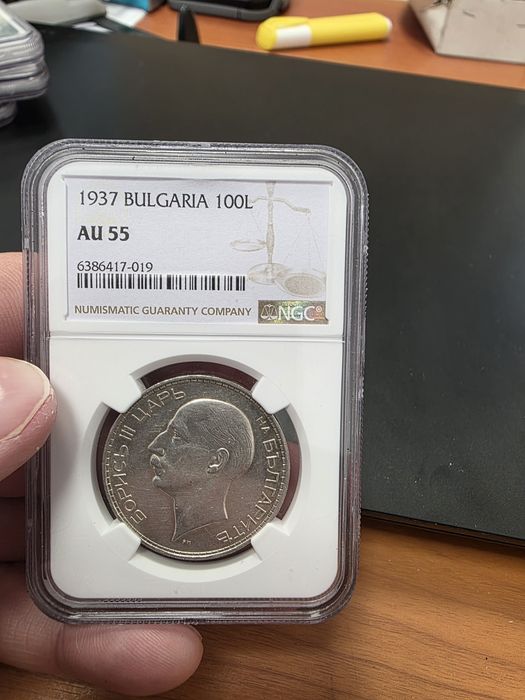 1937 BULGARIA 100L
AU 55
6386417-019
NUMISMATIC GUARANTY COMPANY
NGC®
БОРИСЪ III ЦАРЬ НА БЪЛГАРИТѢ